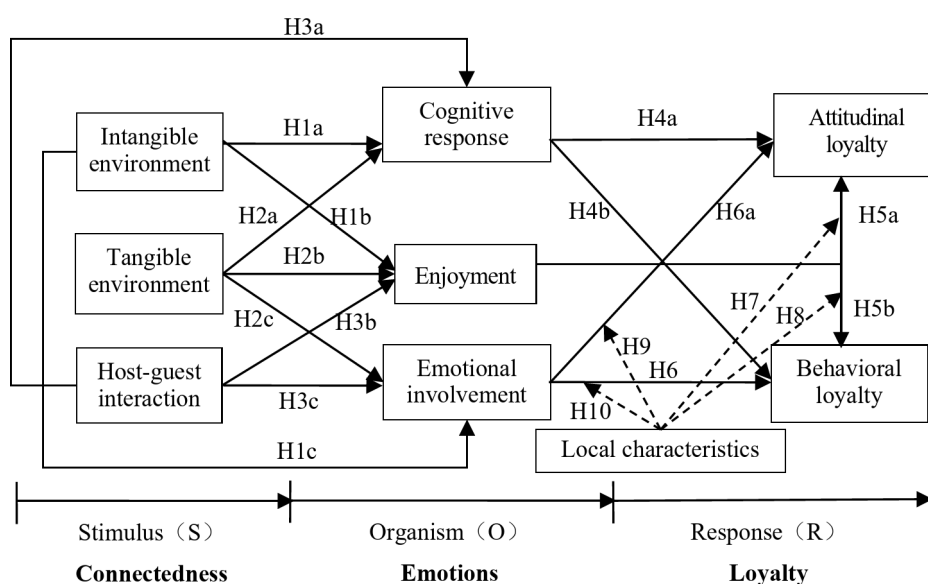 H3a
Intangible
environment
H1a
Cognitive
response
H4a
Attitudinal
loyalty
H2a
H1b
H4b
H6a
H5a
Tangible
environment
H2b
Enjoyment
H2c
H3b
H7
H8
H5b
Host-guest
interaction
H3c
Emotional
involvement
H9
H6
H10
Behavioral
loyalty
H1c
Local characteristics
Stimulus（S）
Organism（O）
Response（R）
Connectedness
Emotions
Loyalty